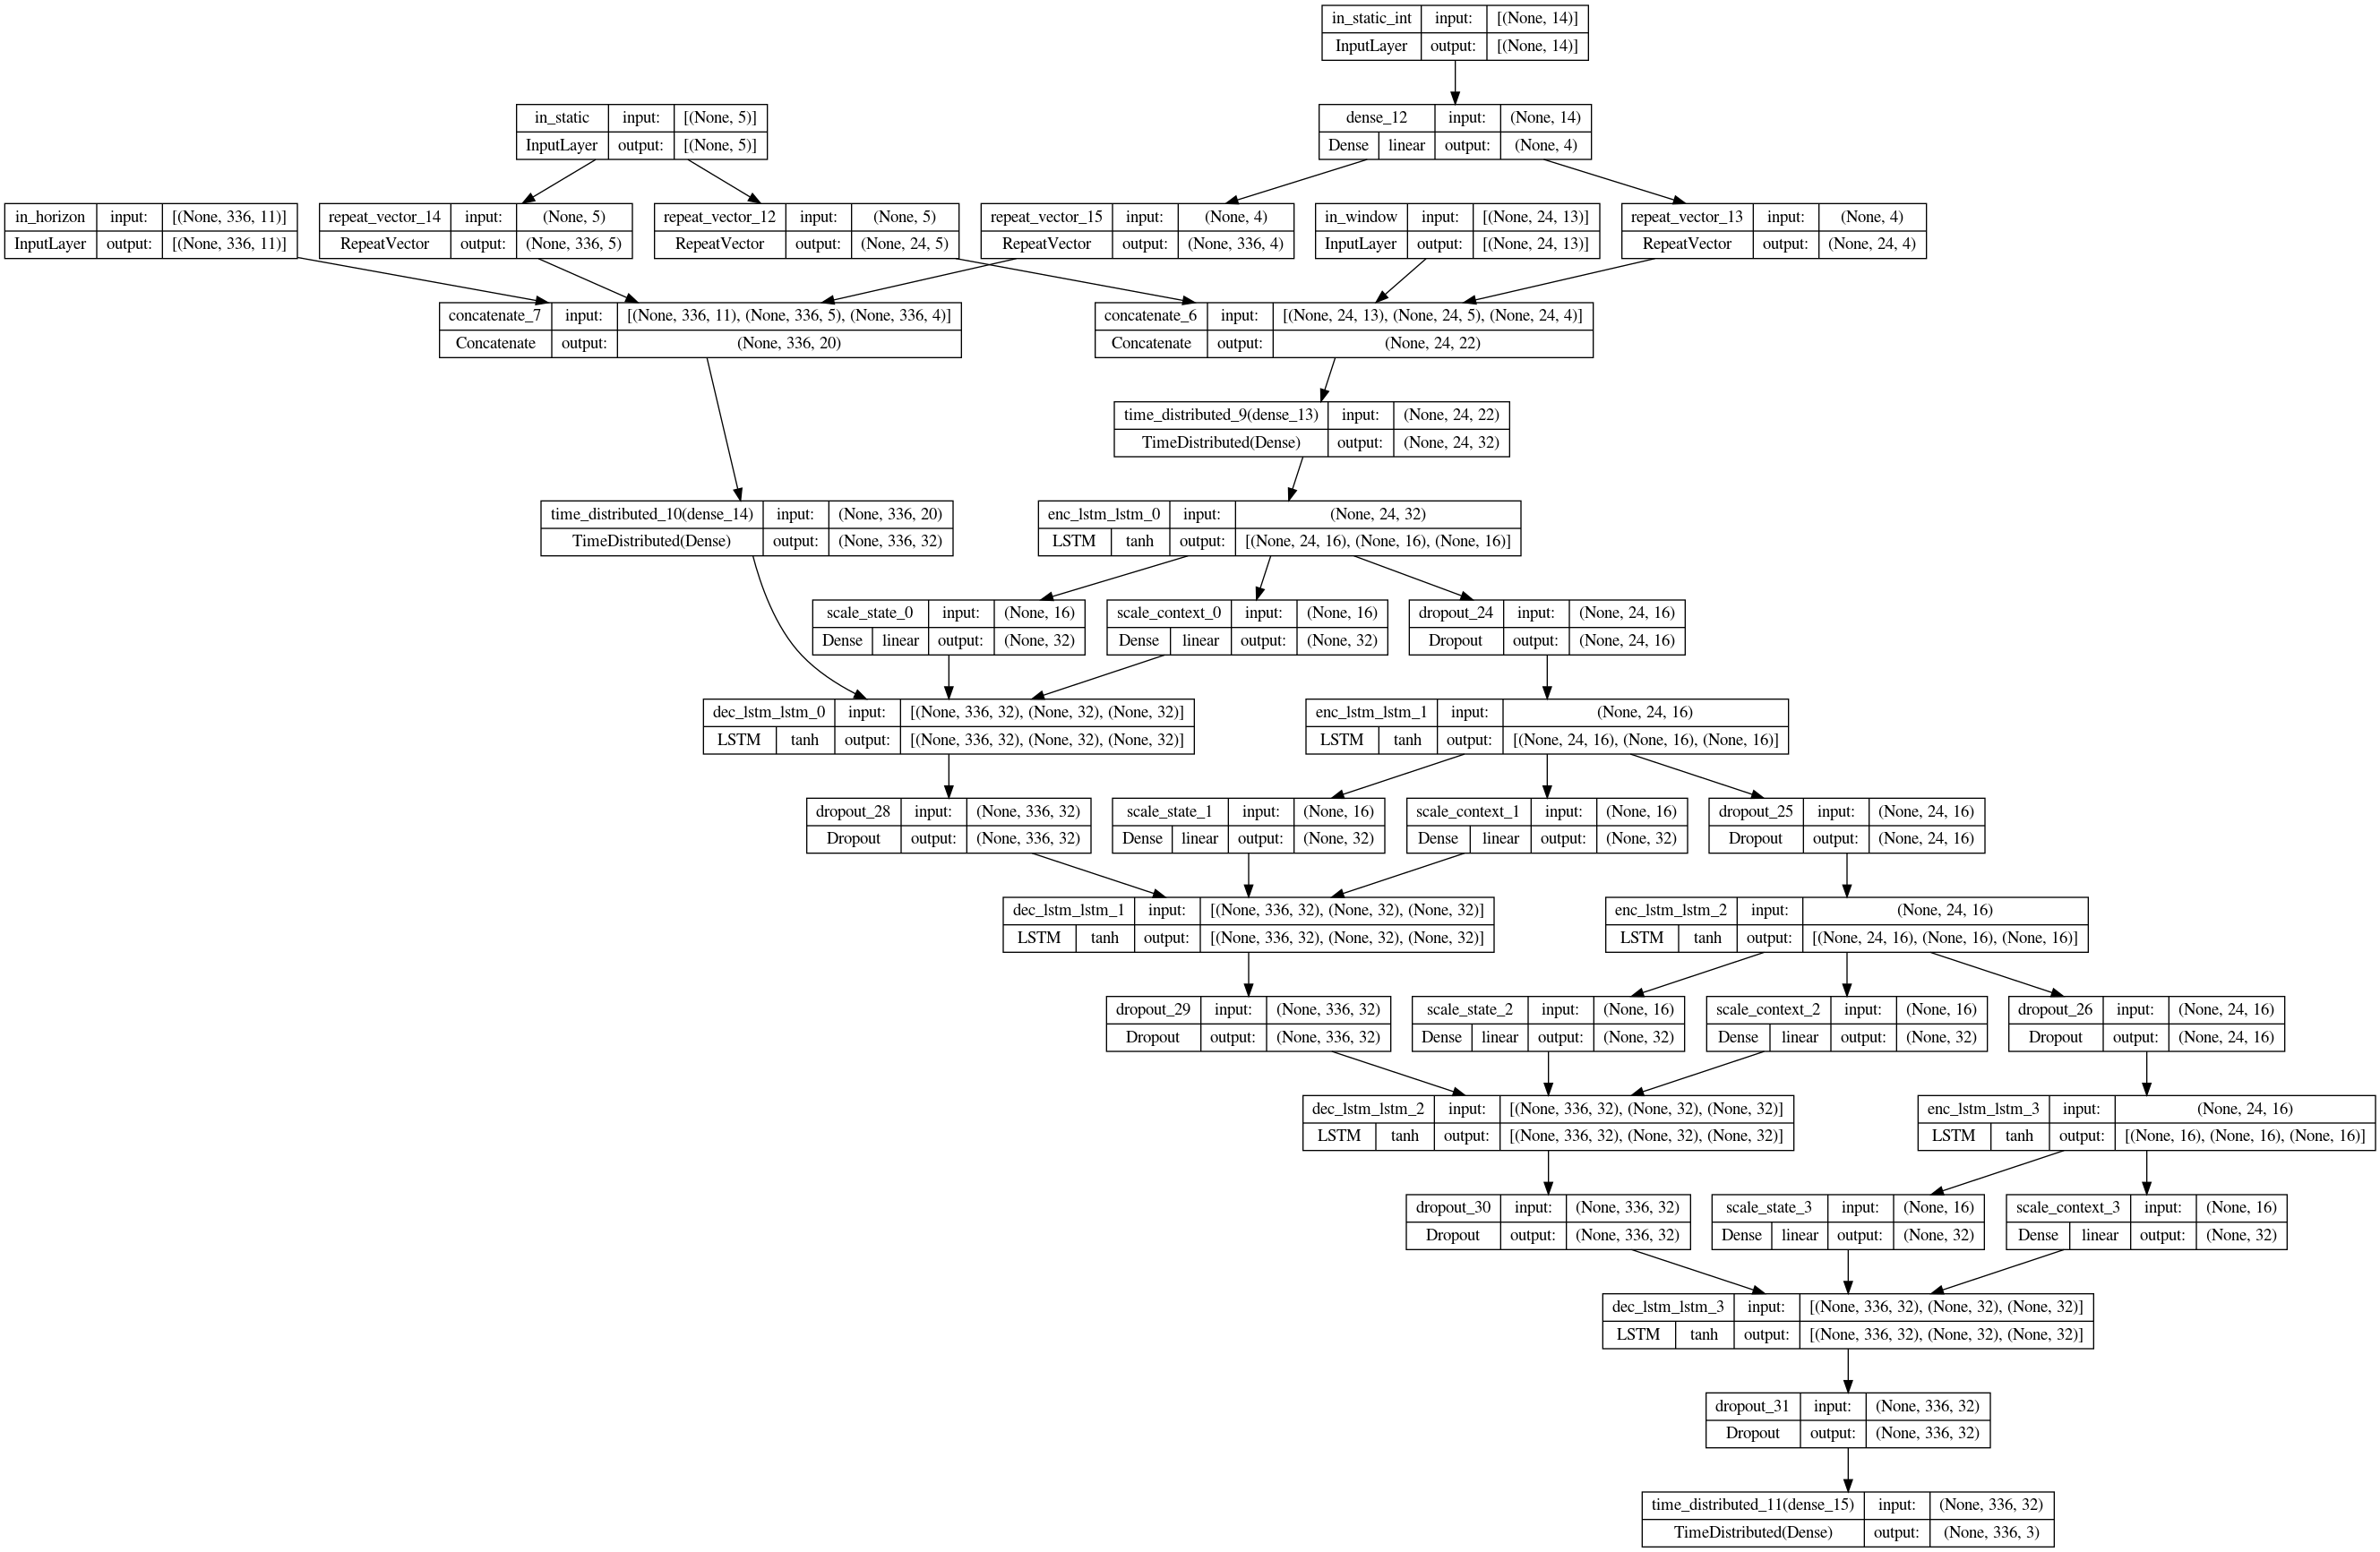 in_static_int input: [(None, 14)]
InputLayer output: [(None, 14)]
in_static input: [(None, 5)]
InputLayer output: [(None, 5)]
dense_12 input: (None, 14)
Dense linear output: (None, 4)
in_horizon input: [(None, 336, 11)]
InputLayer output: [(None, 336, 11)]
repeat_vector_14 input: (None, 5)
RepeatVector output: (None, 336, 5)
repeat_vector_12 input: (None, 5)
RepeatVector output: (None, 24, 5)
repeat_vector_15 input: (None, 4)
RepeatVector output: (None, 336, 4)
in_window input: [(None, 24, 13)]
InputLayer output: [(None, 24, 13)]
repeat_vector_13 input: (None, 4)
RepeatVector output: (None, 24, 4)
concatenate_7 input: [(None, 336, 11), (None, 336, 5), (None, 336, 4)]
Concatenate output: (None, 336, 20)
concatenate_6 input: [(None, 24, 13), (None, 24, 5), (None, 24, 4)]
Concatenate output: (None, 24, 22)
time_distributed_9(dense_13) input: (None, 24, 22)
TimeDistributed(Dense) output: (None, 24, 32)
time_distributed_10(dense_14) input: (None, 336, 20)
TimeDistributed(Dense) output: (None, 336, 32)
enc_lstm_lstm_0 input: (None, 24, 32)
LSTM tanh output: [(None, 24, 16), (None, 16), (None, 16)]
scale_state_0 input: (None, 16)
Dense linear output: (None, 32)
scale_context_0 input: (None, 16)
Dense linear output: (None, 32)
dropout_24 input: (None, 24, 16)
Dropout output: (None, 24, 16)
dec_lstm_lstm_0 input: [(None, 336, 32), (None, 32), (None, 32)]
LSTM tanh output: [(None, 336, 32), (None, 32), (None, 32)]
enc_lstm_lstm_1 input: (None, 24, 16)
LSTM tanh output: [(None, 24, 16), (None, 16), (None, 16)]
dropout_28 input: (None, 336, 32)
Dropout output: (None, 336, 32)
scale_state_1 input: (None, 16)
Dense linear output: (None, 32)
scale_context_1 input: (None, 16)
Dense linear output: (None, 32)
dropout_25 input: (None, 24, 16)
Dropout output: (None, 24, 16)
dec_lstm_lstm_1 input: [(None, 336, 32), (None, 32), (None, 32)]
LSTM tanh output: [(None, 336, 32), (None, 32), (None, 32)]
enc_lstm_lstm_2 input: (None, 24, 16)
LSTM tanh output: [(None, 24, 16), (None, 16), (None, 16)]
dropout_29 input: (None, 336, 32)
Dropout output: (None, 336, 32)
scale_state_2 input: (None, 16)
Dense linear output: (None, 32)
scale_context_2 input: (None, 16)
Dense linear output: (None, 32)
dropout_26 input: (None, 24, 16)
Dropout output: (None, 24, 16)
dec_lstm_lstm_2 input: [(None, 336, 32), (None, 32), (None, 32)]
LSTM tanh output: [(None, 336, 32), (None, 32), (None, 32)]
enc_lstm_lstm_3 input: (None, 24, 16)
LSTM tanh output: [(None, 16), (None, 16), (None, 16)]
dropout_30 input: (None, 336, 32)
Dropout output: (None, 336, 32)
scale_state_3 input: (None, 16)
Dense linear output: (None, 32)
scale_context_3 input: (None, 16)
Dense linear output: (None, 32)
dec_lstm_lstm_3 input: [(None, 336, 32), (None, 32), (None, 32)]
LSTM tanh output: [(None, 336, 32), (None, 32), (None, 32)]
dropout_31 input: (None, 336, 32)
Dropout output: (None, 336, 32)
time_distributed_11(dense_15) input: (None, 336, 32)
TimeDistributed(Dense) output: (None, 336, 3)